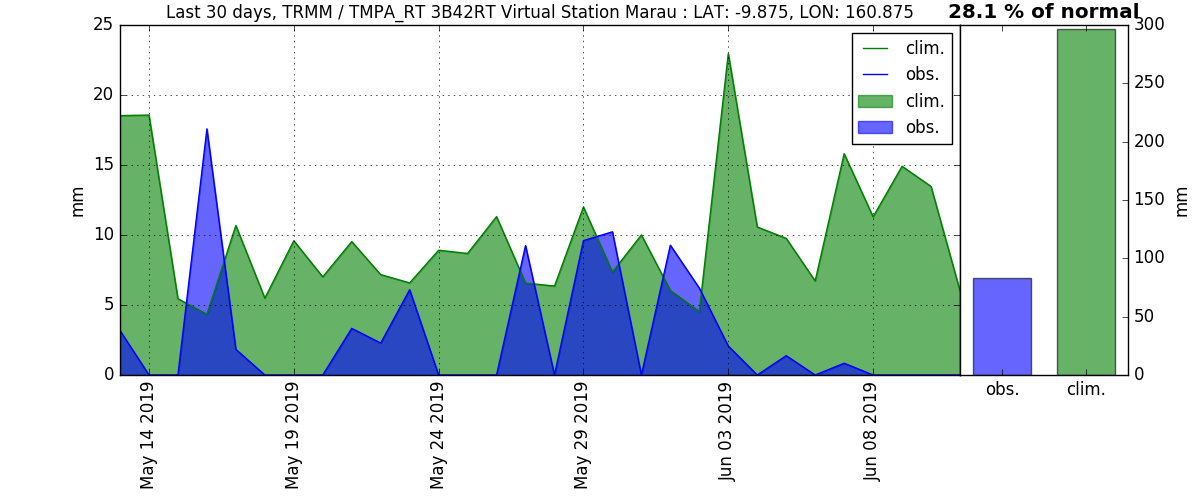 Last 30 days, TRMM / TMPA_RT 3B42RT Virtual Station Marau : LAT: -9.875, LON: 160.875
28.1 % of normal
25
20
15
10
5
0
mm
clim.
obs.
clim.
obs.
May 14 2019
May 19 2019
May 24 2019
May 29 2019
Jun 03 2019
Jun 08 2019
300
250
200
150
100
50
0
mm
obs.
clim.